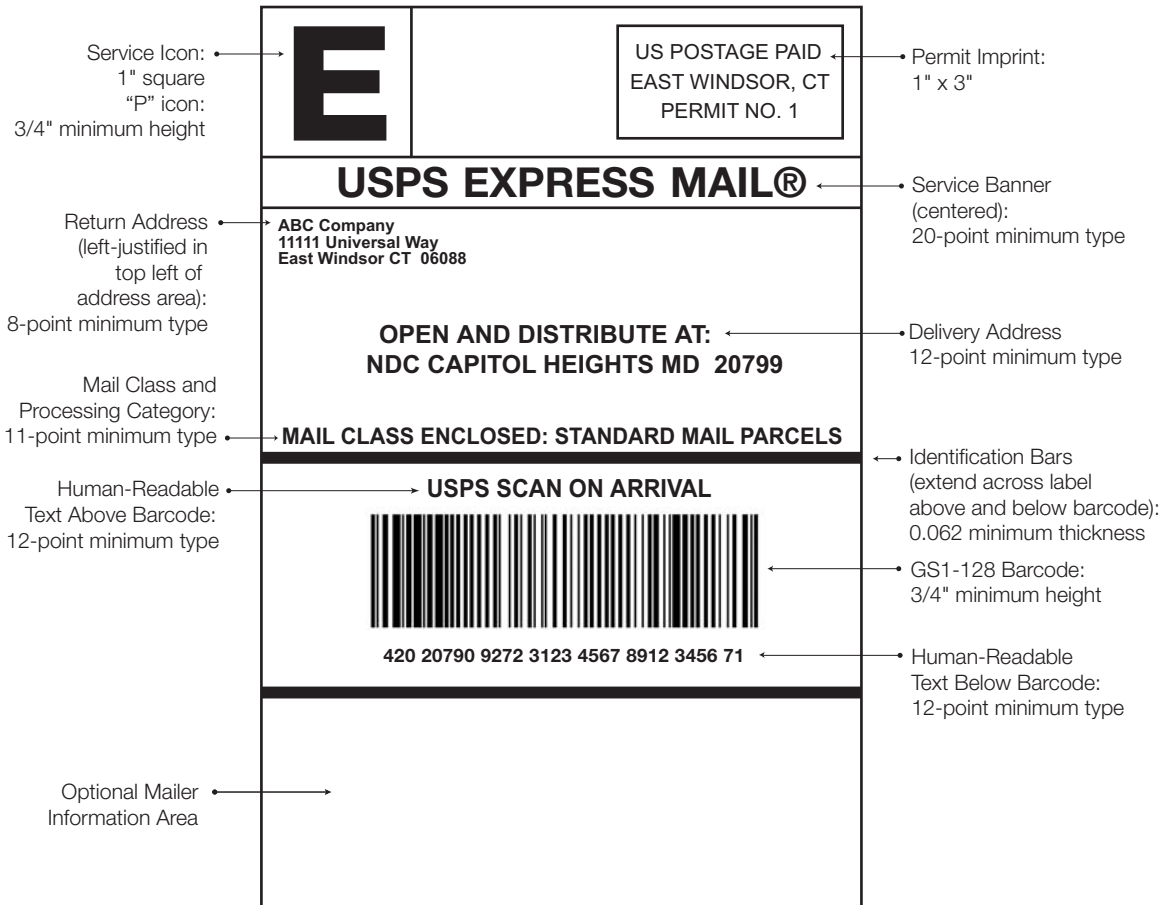 Service Icon:
1" square
“P” icon:
3/4" minimum height
E
US POSTAGE PAID
EAST WINDSOR, CT
PERMIT NO. 1
Permit Imprint:
1" x 3"
USPS EXPRESS MAIL®
Service Banner
(centered):
20-point minimum type
Return Address
(left-justified in
top left of
address area):
8-point minimum type
ABC Company
11111 Universal Way
East Windsor CT  06088
OPEN AND DISTRIBUTE AT:
NDC CAPITOL HEIGHTS MD  20799
Delivery Address
12-point minimum type
Mail Class and
Processing Category:
11-point minimum type
MAIL CLASS ENCLOSED: STANDARD MAIL PARCELS
Identification Bars
(extend across label
above and below barcode):
0.062 minimum thickness
Human-Readable
Text Above Barcode:
12-point minimum type
USPS SCAN ON ARRIVAL
GS1-128 Barcode:
3/4" minimum height
420 20790 9272 3123 4567 8912 3456 71
Human-Readable
Text Below Barcode:
12-point minimum type
Optional Mailer
Information Area